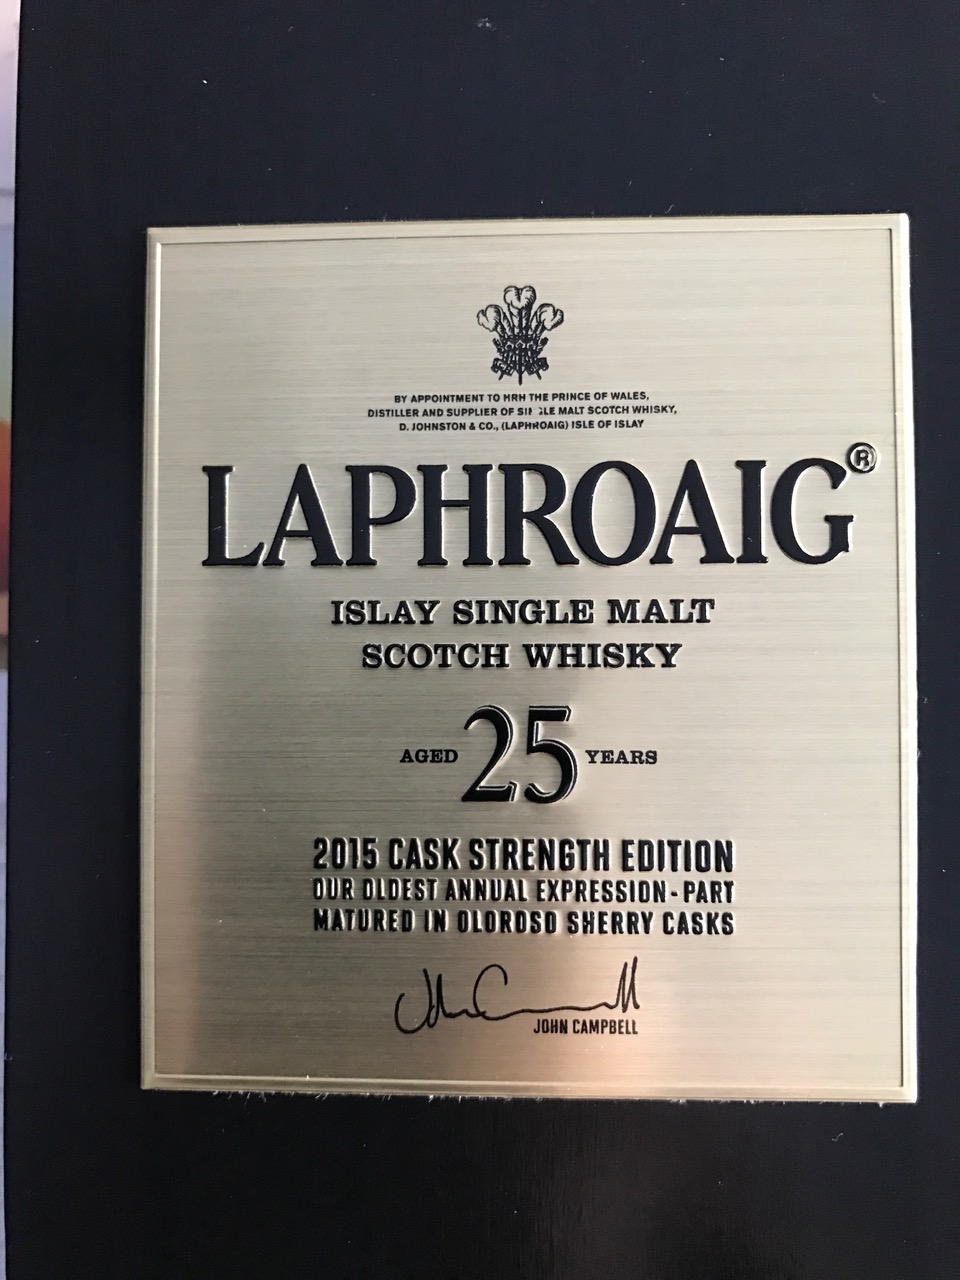 BY APPOINTMENT TO HRH THE PRINCE OF WALES,
DISTILLER AND SUPPLIER OF SINGLE MALT SCOTCH WHISKY,
D. JOHNSTON & CO., (LAPHROAIG) ISLE OF ISLAY
LAPHROAIG®
ISLAY SINGLE MALT
SCOTCH WHISKY
AGED 25 YEARS
2015 CASK STRENGTH EDITION
OUR OLDEST ANNUAL EXPRESSION - PART
MATURED IN OLOROSO SHERRY CASKS
John Campbell
JOHN CAMPBELL